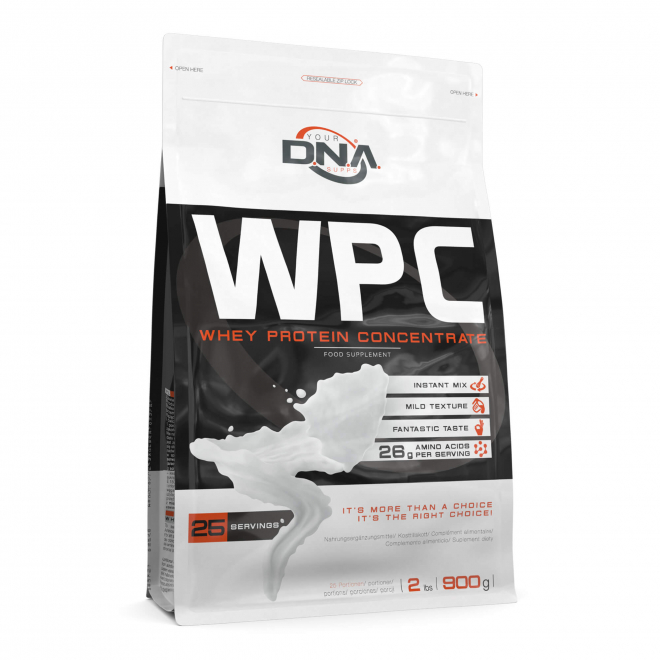 OPEN HERE
RESEALABLE ZIP LOCK
OPEN HERE
YOUR
D.N.A.
SUPPS
WPC
WHEY PROTEIN CONCENTRATE
FOOD SUPPLEMENT
INSTANT MIX
MILD TEXTURE
FANTASTIC TASTE
26g AMINO ACIDS
PER SERVING
IT'S MORE THAN A CHOICE
IT'S THE RIGHT CHOICE!
25 SERVINGS
2 lbs 900g